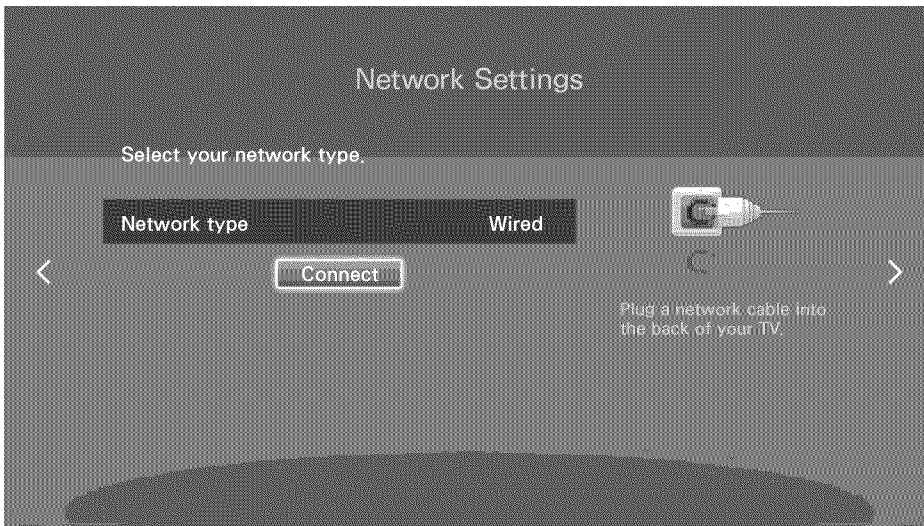 Network Settings
Select your network type.
Network type Wired
Connect
Plug a network cable into
the back of your TV.